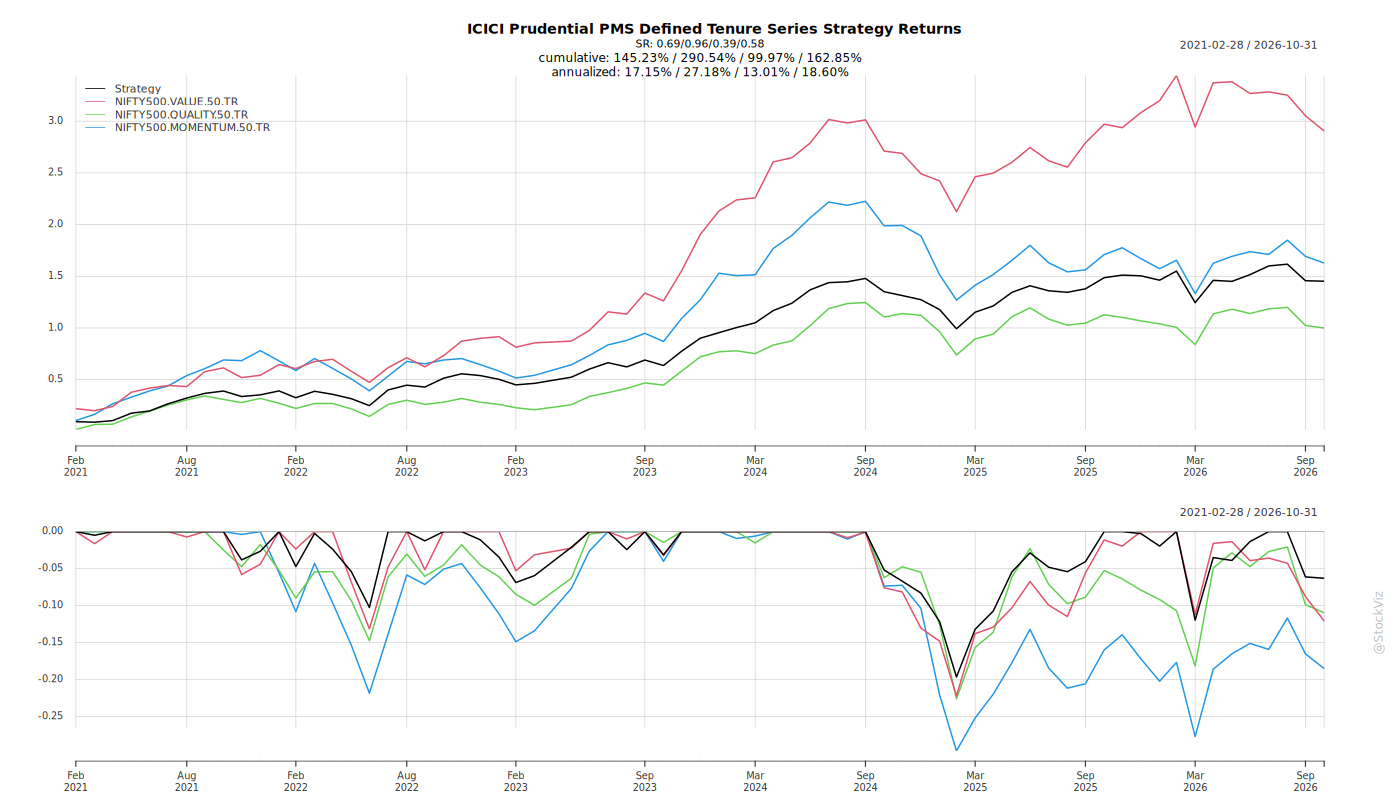 ICICI Prudential PMS Defined Tenure Series Strategy Returns
SR: 0.69/0.96/0.39/0.58
cumulative: 145.23% / 290.54% / 99.97% / 162.85%
annualized: 17.15% / 27.18% / 13.01% / 18.60%
2021-02-28 / 2026-10-31
Strategy
NIFTY500.VALUE.50.TR
NIFTY500.QUALITY.50.TR
NIFTY500.MOMENTUM.50.TR
3.0
2.5
2.0
1.5
1.0
0.5
Feb Aug Feb Aug Feb Sep Mar Sep Mar Sep Mar Sep
2021 2021 2022 2022 2023 2023 2024 2024 2025 2025 2026 2026
2021-02-28 / 2026-10-31
0.00
-0.05
-0.10
-0.15
-0.20
-0.25
Feb Aug Feb Aug Feb Sep Mar Sep Mar Sep Mar Sep
2021 2021 2022 2022 2023 2023 2024 2024 2025 2025 2026 2026
@StockViz